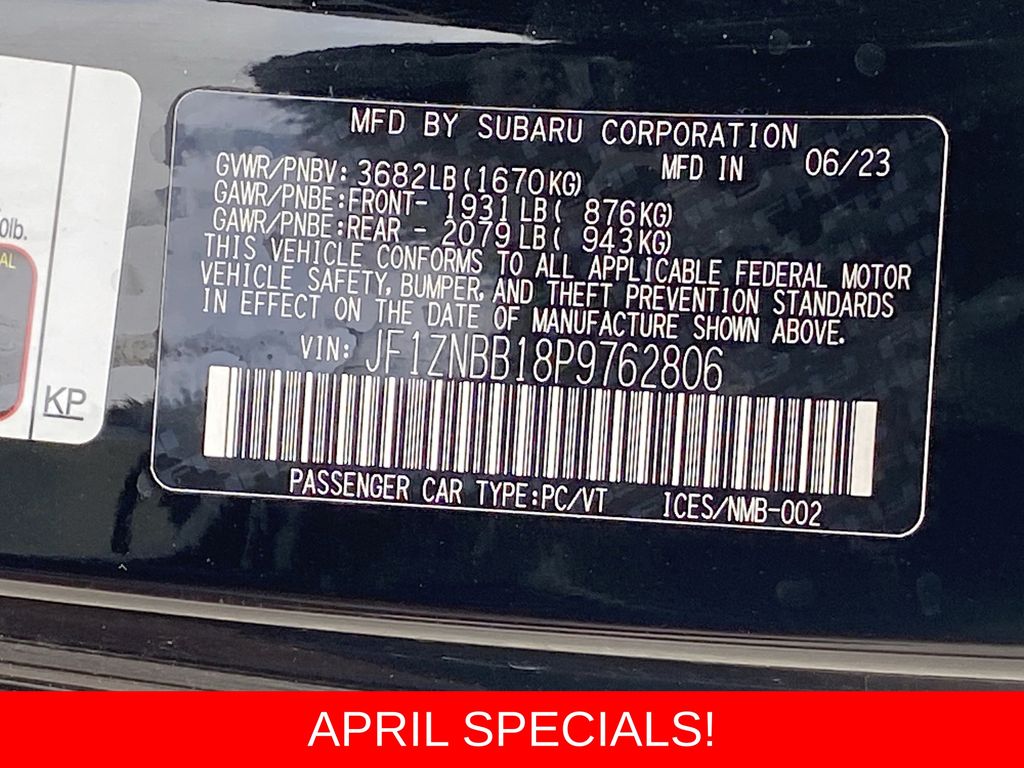 MFD BY SUBARU CORPORATION
GVWR/PNBV: 3682LB(1670KG) MFD IN 06/23
GAWR/PNBE:FRONT- 1931LB( 876KG)
GAWR/PNBE:REAR - 2079LB( 943KG)
THIS VEHICLE CONFORMS TO ALL APPLICABLE FEDERAL MOTOR
VEHICLE SAFETY, BUMPER, AND THEFT PREVENTION STANDARDS
IN EFFECT ON THE DATE OF MANUFACTURE SHOWN ABOVE.
VIN: JF1ZNBB18P9762806
PASSENGER CAR TYPE:PC/VT ICES/NMB-002
KP
APRIL SPECIALS!